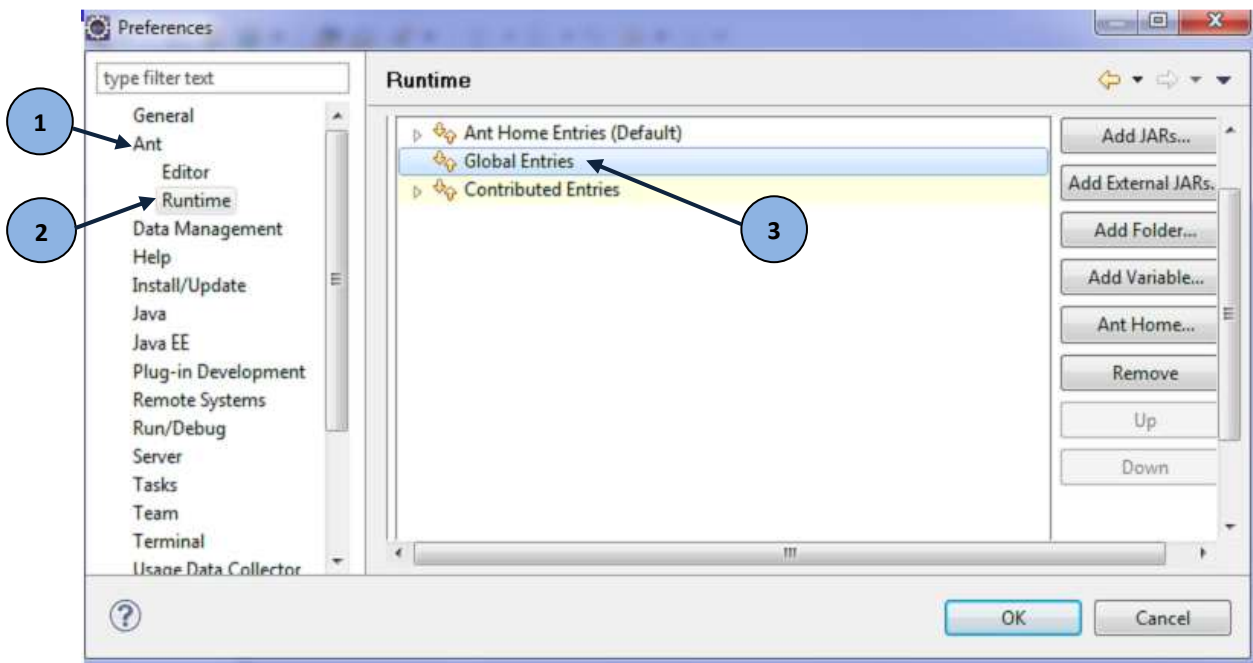 Preferences
type filter text
General
Ant
Editor
Runtime
Data Management
Help
Install/Update
Java
Java EE
Plug-in Development
Remote Systems
Run/Debug
Server
Tasks
Team
Terminal
Usage Data Collector
1
2
Runtime
Ant Home Entries (Default)
Global Entries
Contributed Entries
3
Add JARs...
Add External JARs.
Add Folder...
Add Variable...
Ant Home...
Remove
Up
Down
?
OK
Cancel